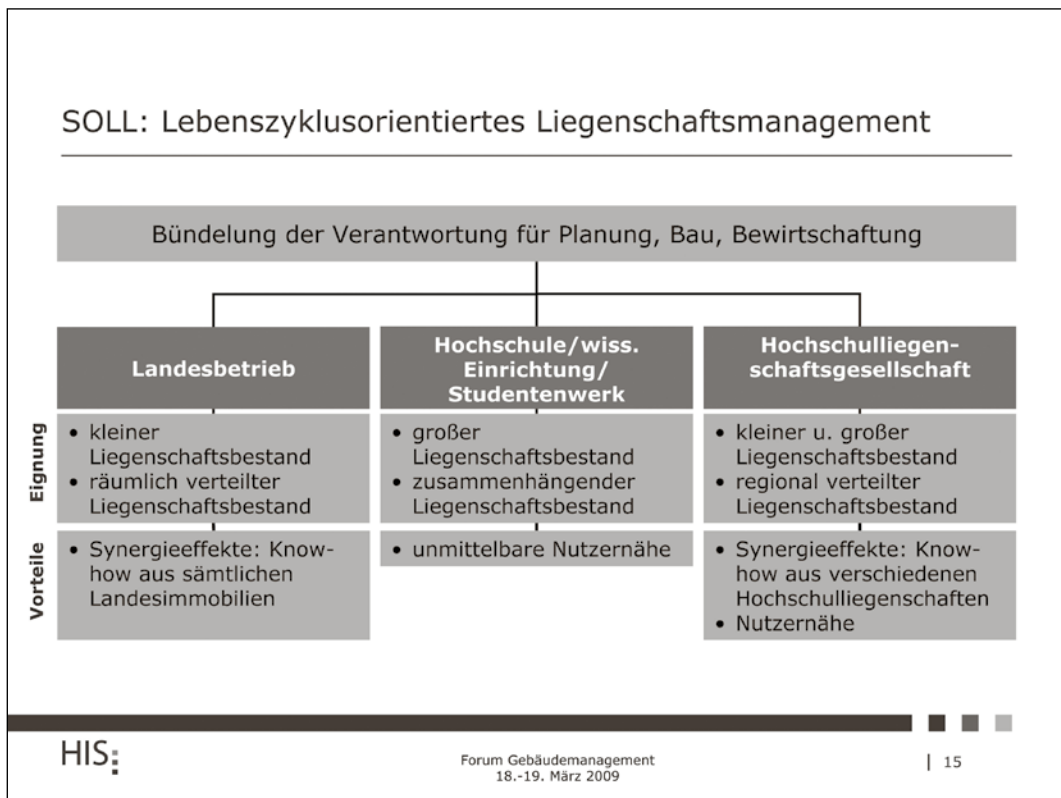 SOLL: Lebenszyklusorientiertes Liegenschaftsmanagement
Bündelung der Verantwortung für Planung, Bau, Bewirtschaftung
Landesbetrieb
Hochschule/wiss.
Einrichtung/
Studentenwerk
Hochschulliegen-
schaftsgesellschaft
Eignung
• kleiner
Liegenschaftsbestand
• räumlich verteilter
Liegenschaftsbestand
• großer
Liegenschaftsbestand
• zusammenhängender
Liegenschaftsbestand
• kleiner u. großer
Liegenschaftsbestand
• regional verteilter
Liegenschaftsbestand
Vorteile
• Synergieeffekte: Know-
how aus sämtlichen
Landesimmobilien
• unmittelbare Nutzernähe
• Synergieeffekte: Know-
how aus verschiedenen
Hochschulliegenschaften
• Nutzernähe
HIS
Forum Gebäudemanagement
18.-19. März 2009
| 15